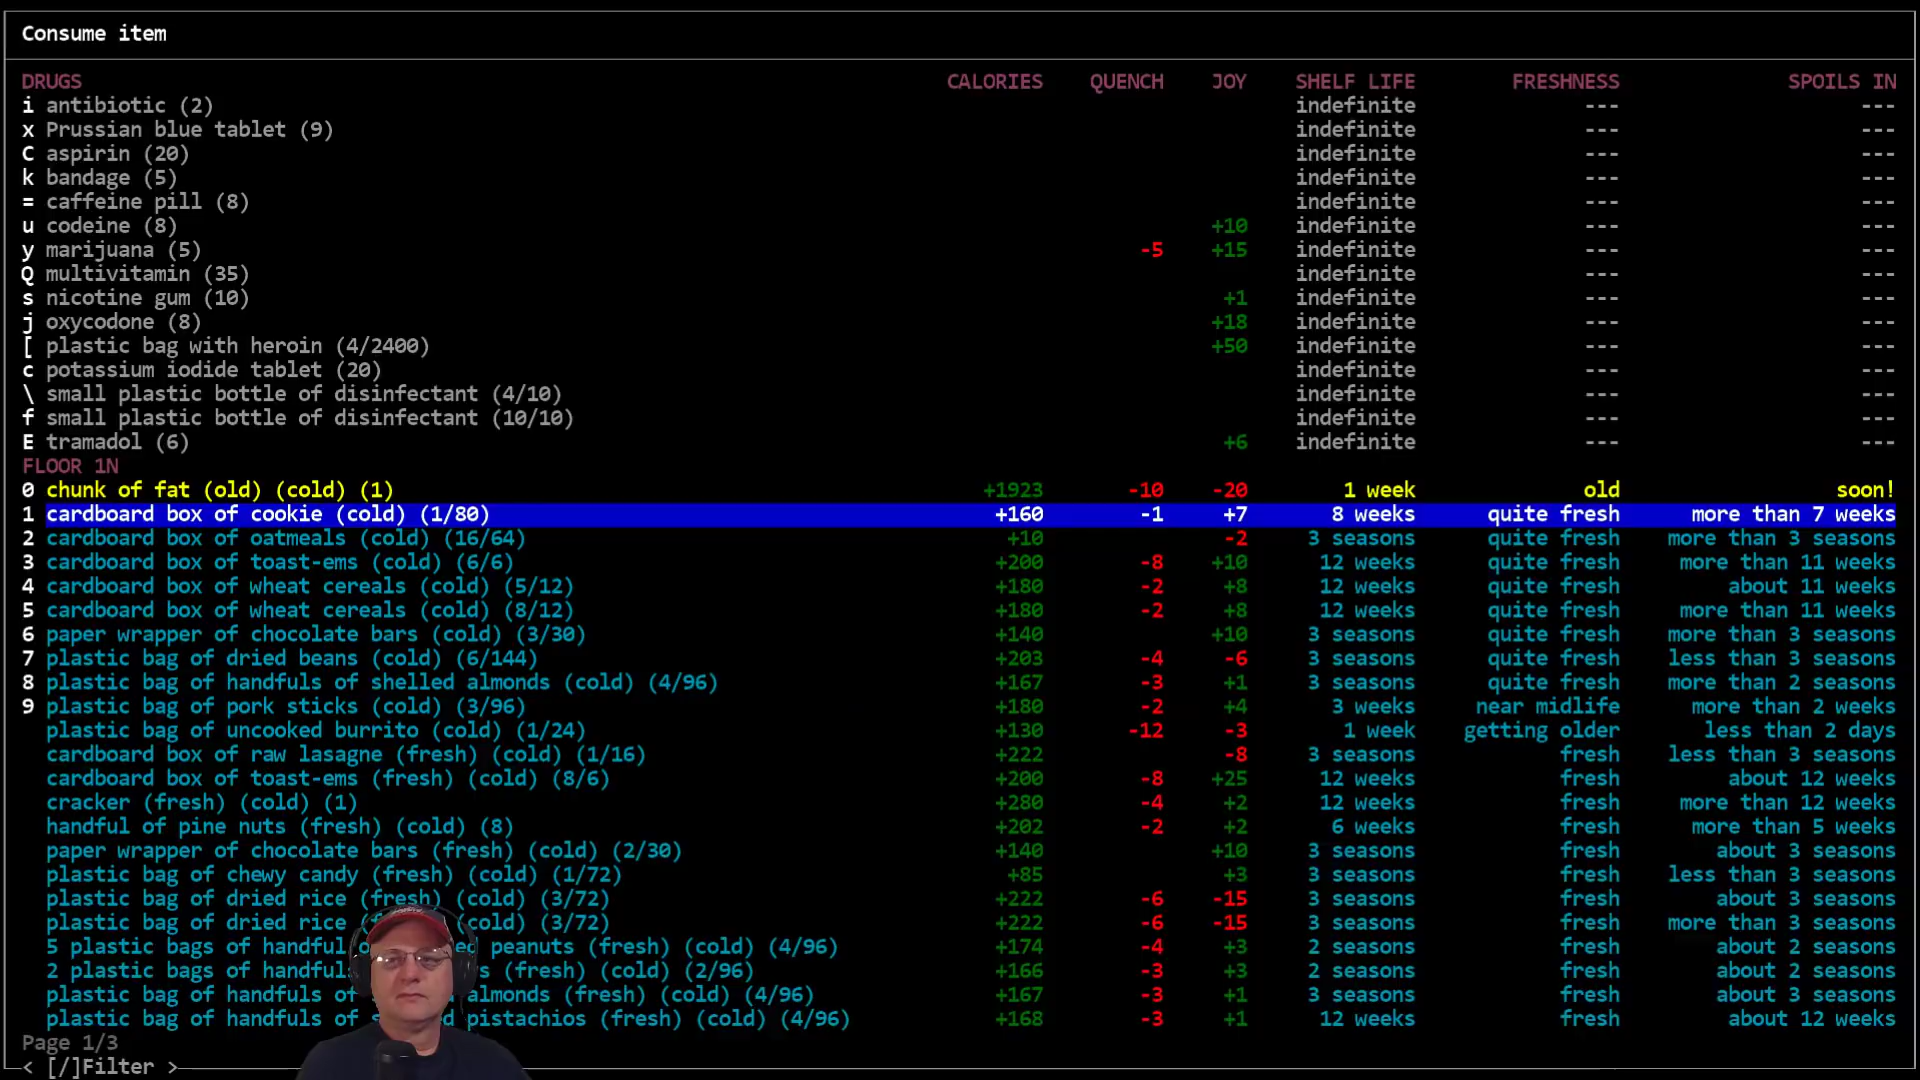 Consume item
DRUGS CALORIES QUENCH JOY SHELF LIFE FRESHNESS SPOILS IN
i antibiotic (2) indefinite --- ---
x Prussian blue tablet (9) indefinite --- ---
C aspirin (20) indefinite --- ---
k bandage (5) indefinite --- ---
= caffeine pill (8) indefinite --- ---
u codeine (8) +10 indefinite --- ---
y marijuana (5) -5 +15 indefinite --- ---
Q multivitamin (35) indefinite --- ---
s nicotine gum (10) +1 indefinite --- ---
j oxycodone (8) +18 indefinite --- ---
[ plastic bag with heroin (4/2400) +50 indefinite --- ---
c potassium iodide tablet (20) indefinite --- ---
\ small plastic bottle of disinfectant (4/10) indefinite --- ---
f small plastic bottle of disinfectant (10/10) indefinite --- ---
E tramadol (6) +6 indefinite --- ---
FLOOR 1N
0 chunk of fat (old) (cold) (1) +1923 -10 -20 1 week old soon!
1 cardboard box of cookie (cold) (1/80) +160 -1 +7 8 weeks quite fresh more than 7 weeks
2 cardboard box of oatmeals (cold) (16/64) +10 -2 3 seasons quite fresh more than 3 seasons
3 cardboard box of toast-ems (cold) (6/6) +200 -8 +10 12 weeks quite fresh more than 11 weeks
4 cardboard box of wheat cereals (cold) (5/12) +180 -2 +8 12 weeks quite fresh about 11 weeks
5 cardboard box of wheat cereals (cold) (8/12) +180 -2 +8 12 weeks quite fresh more than 11 weeks
6 paper wrapper of chocolate bars (cold) (3/30) +140 +10 3 seasons quite fresh more than 3 seasons
7 plastic bag of dried beans (cold) (6/144) +203 -4 -6 3 seasons quite fresh less than 3 seasons
8 plastic bag of handfuls of shelled almonds (cold) (4/96) +167 -3 +1 3 seasons quite fresh more than 2 seasons
9 plastic bag of pork sticks (cold) (3/96) +180 -2 +4 3 weeks near midlife more than 2 weeks
plastic bag of uncooked burrito (cold) (1/24) +130 -12 -3 1 week getting older less than 2 days
cardboard box of raw lasagne (fresh) (cold) (1/16) +222 -8 3 seasons fresh less than 3 seasons
cardboard box of toast-ems (fresh) (cold) (8/6) +200 -8 +25 12 weeks fresh about 12 weeks
cracker (fresh) (cold) (1) +280 -4 +2 12 weeks fresh more than 12 weeks
handful of pine nuts (fresh) (cold) (8) +202 -2 +2 6 weeks fresh more than 5 weeks
paper wrapper of chocolate bars (fresh) (cold) (2/30) +140 +10 3 seasons fresh about 3 seasons
plastic bag of chewy candy (fresh) (cold) (1/72) +85 +3 3 seasons fresh less than 3 seasons
plastic bag of dried rice (fresh) (cold) (3/72) +222 -6 -15 3 seasons fresh about 3 seasons
plastic bag of dried rice (cold) (3/72) +222 -6 -15 3 seasons fresh more than 3 seasons
5 plastic bags of handful peanuts (fresh) (cold) (4/96) +174 -4 +3 2 seasons fresh about 2 seasons
2 plastic bags of handful (fresh) (cold) (2/96) +166 -3 +3 2 seasons fresh about 2 seasons
plastic bag of handfuls of almonds (fresh) (cold) (4/96) +167 -3 +1 3 seasons fresh about 3 seasons
plastic bag of handfuls of pistachios (fresh) (cold) (4/96) +168 -3 +1 12 weeks fresh about 12 weeks
Page 1/3
< [/]Filter >